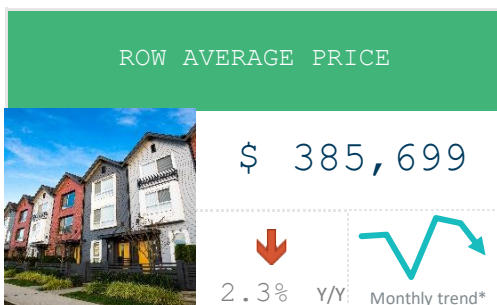 ROW AVERAGE PRICE
$ 385,699
2.3% Y/Y
Monthly trend*